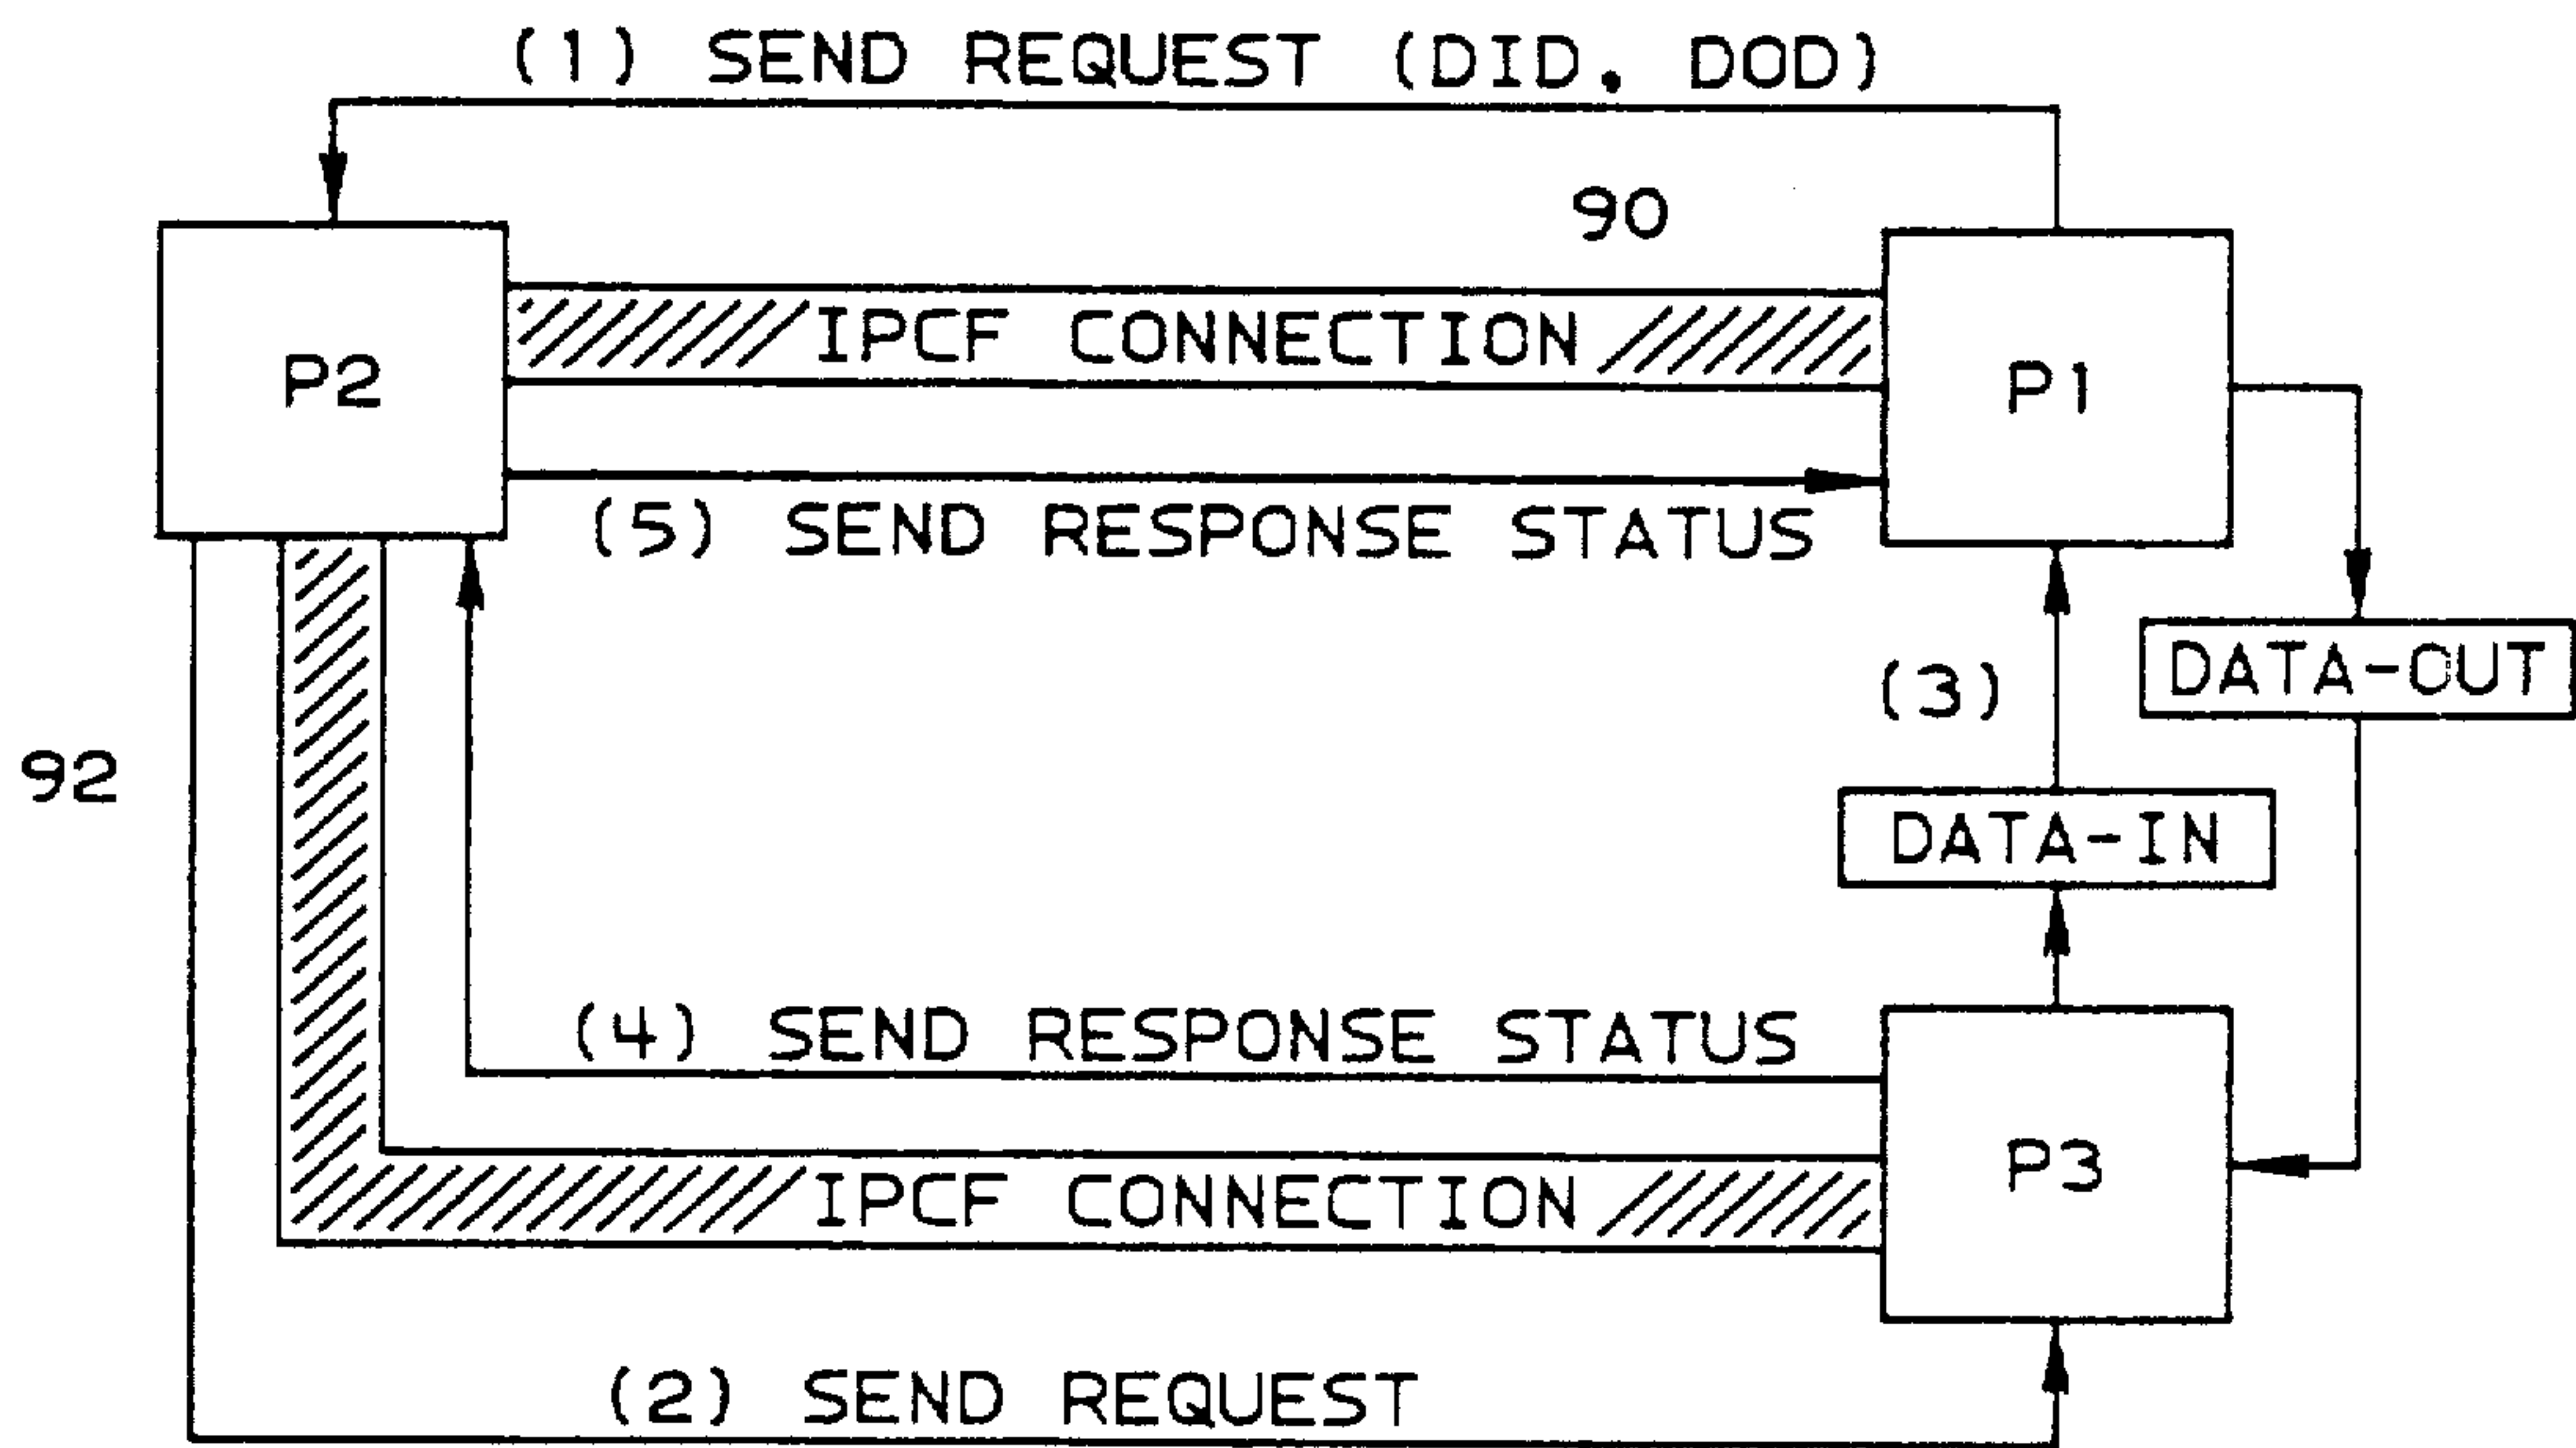 (1) SEND REQUEST (DID, DOD)
90
IPCF CONNECTION
P2
P1
(5) SEND RESPONSE STATUS
DATA-OUT
(3)
92
DATA-IN
(4) SEND RESPONSE STATUS
P3
IPCF CONNECTION
(2) SEND REQUEST